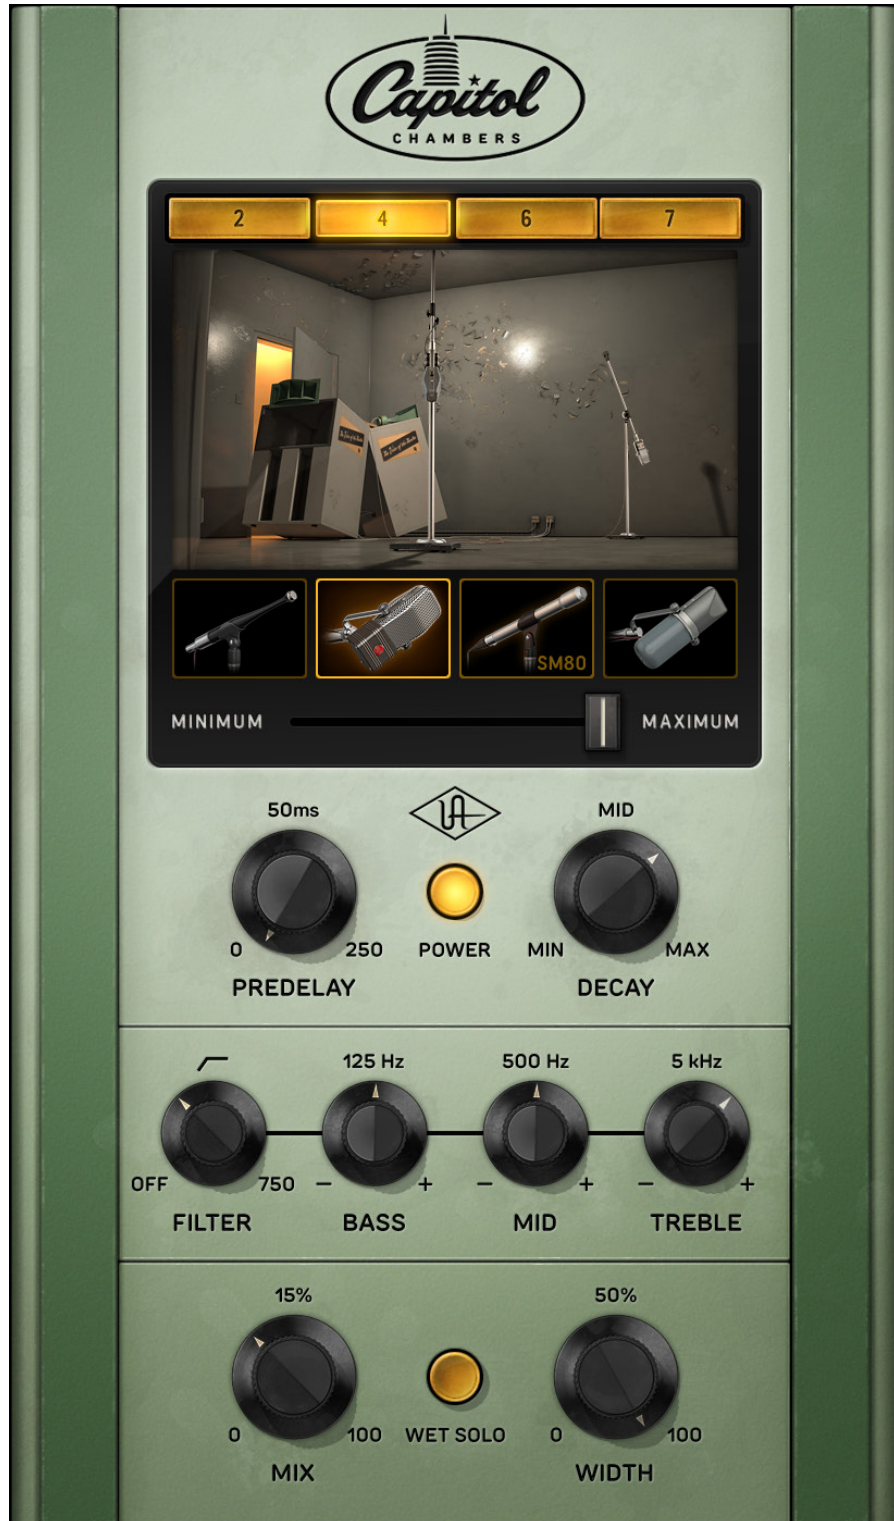 Capitol
CHAMBERS
2 4 6 7
SM80
MINIMUM MAXIMUM
50ms MID
0 250 POWER MIN MAX
PREDELAY DECAY
125 Hz 500 Hz 5 kHz
OFF 750 − + − + − +
FILTER BASS MID TREBLE
15% 50%
0 100 WET SOLO 0 100
MIX WIDTH